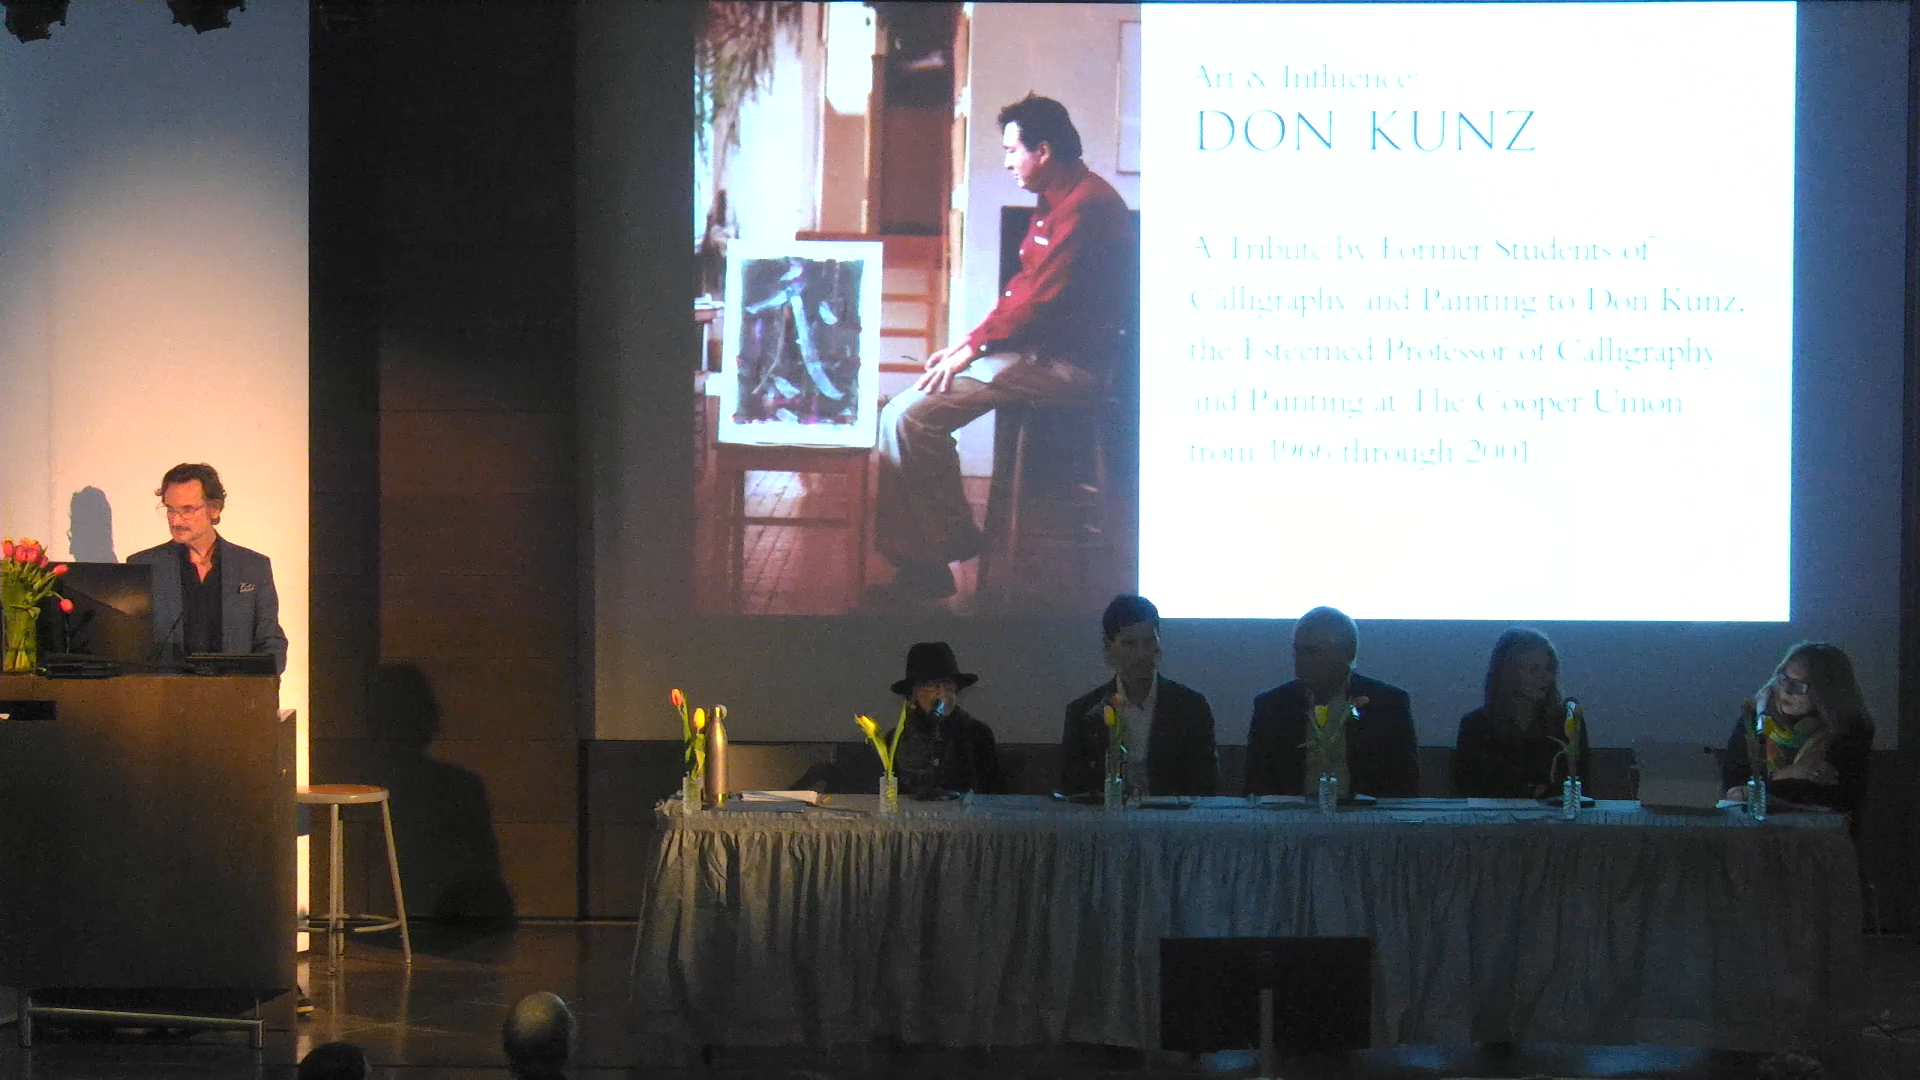 Art & Influence:
DON KUNZ
A Tribute by Former Students of
Calligraphy and Painting to Don Kunz,
the Esteemed Professor of Calligraphy
and Painting at The Cooper Union
from 1966 through 2001.